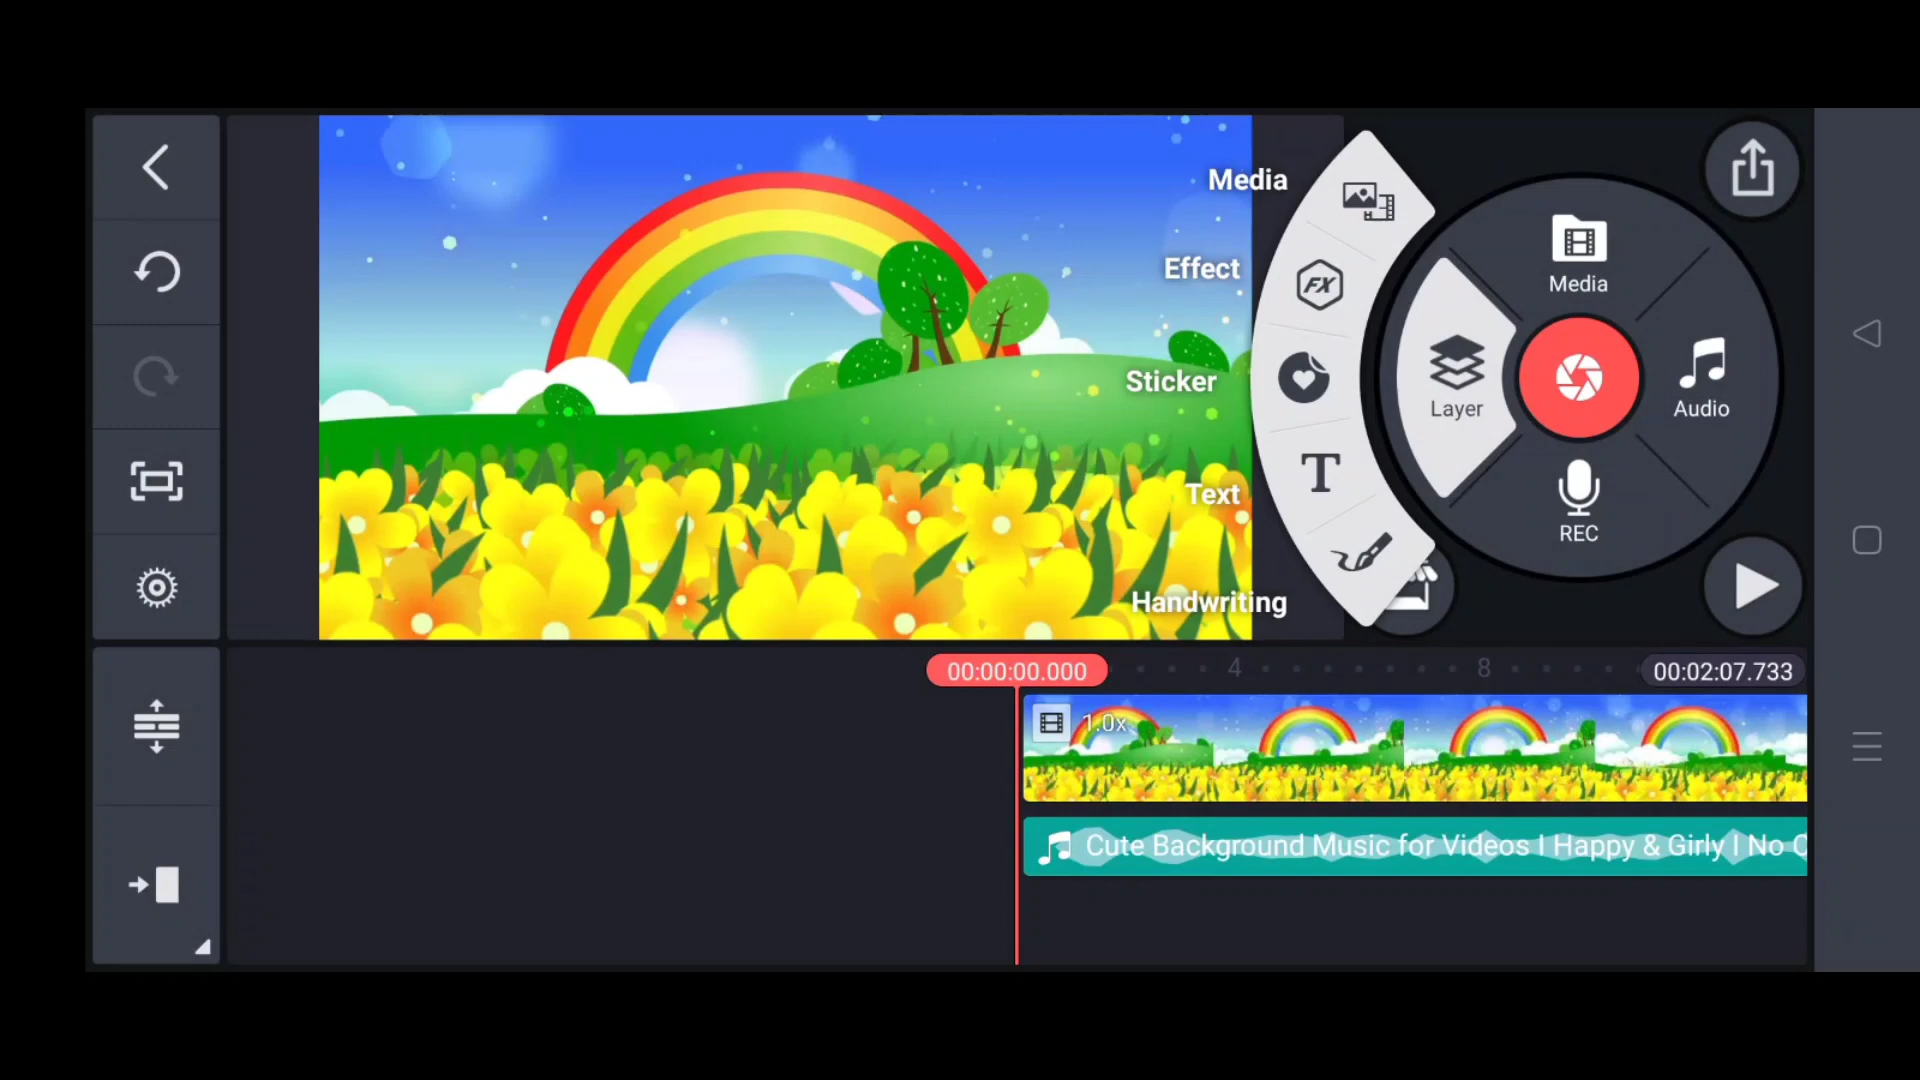 Media
Effect
Sticker
Text
Handwriting
FX
T
Media
Layer
Audio
REC
00:00:00.000
4
8
00:02:07.733
1.0x
Cute Background Music for Videos I Happy & Girly I No C